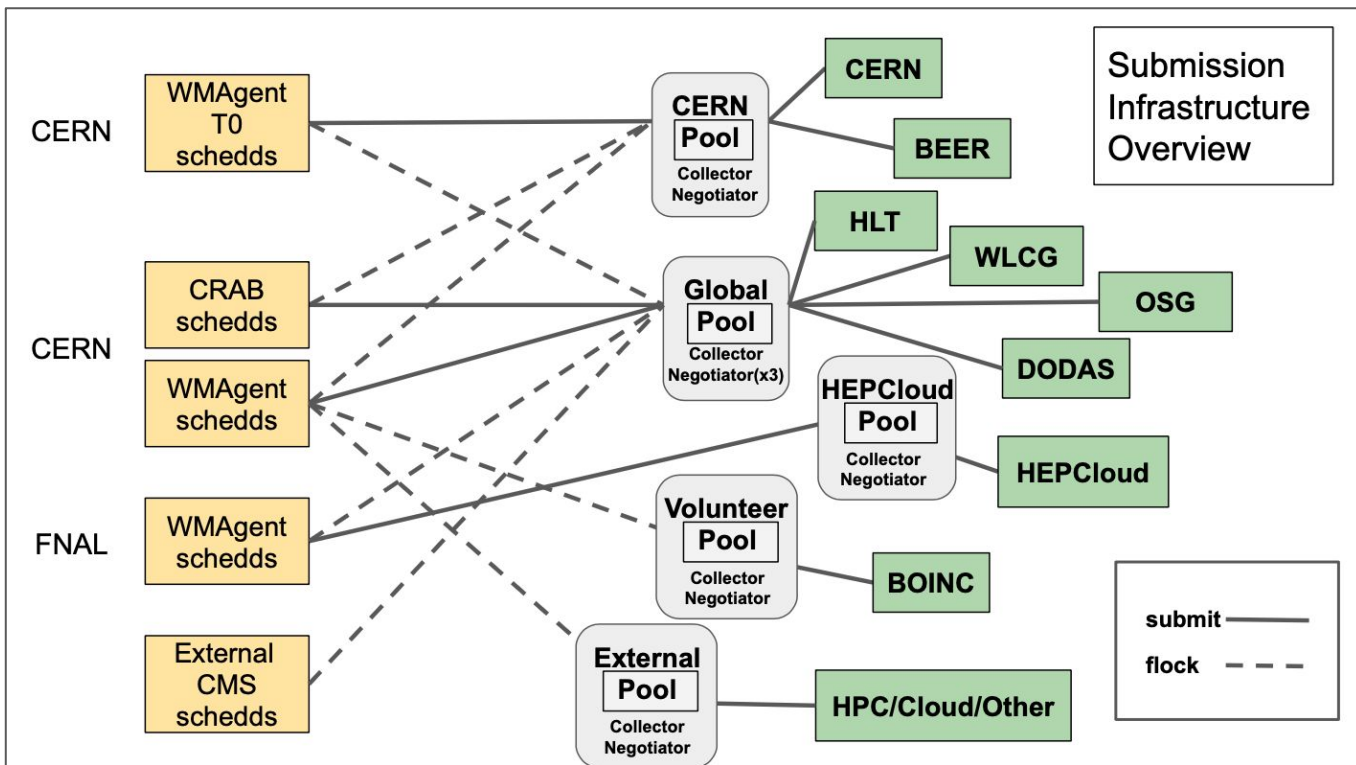 Submission
Infrastructure
Overview
CERN
WMAgent
T0
schedds
CERN
CRAB
schedds
WMAgent
schedds
FNAL
WMAgent
schedds
External
CMS
schedds
CERN
Pool
Collector
Negotiator
Global
Pool
Collector
Negotiator(x3)
HEPCloud
Pool
Collector
Negotiator
Volunteer
Pool
Collector
Negotiator
External
Pool
Collector
Negotiator
CERN
BEER
HLT
WLCG
OSG
DODAS
HEPCloud
BOINC
HPC/Cloud/Other
submit
flock